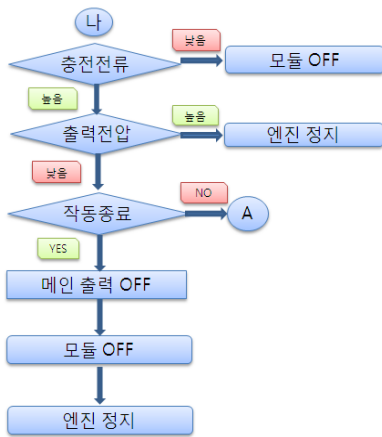 나
낮음
충전전류
모듈 OFF
높음
높음
출력전압
엔진 정지
낮음
NO
작동종료
A
YES
메인 출력 OFF
모듈 OFF
엔진 정지